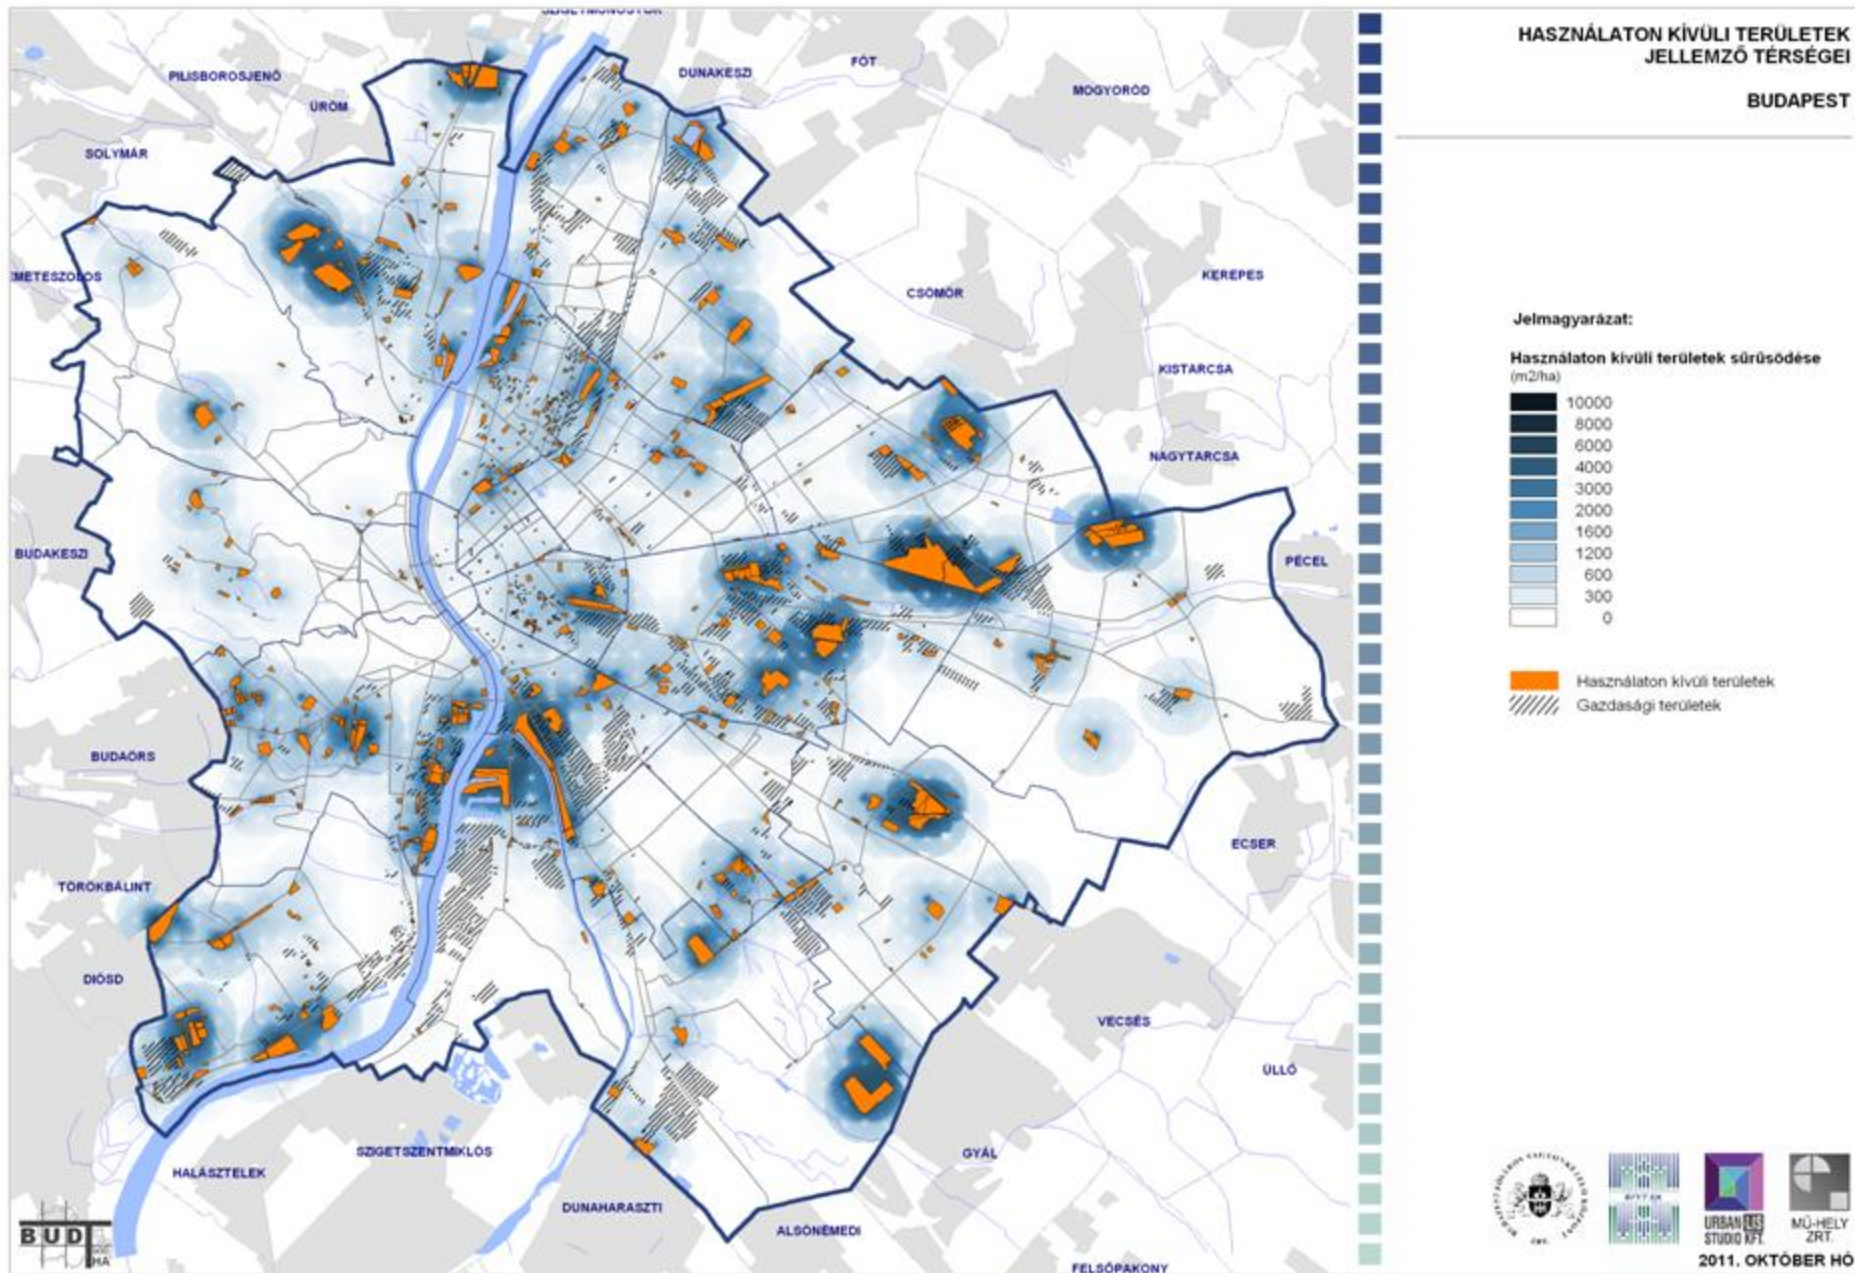 HASZNÁLATON KÍVÜLI TERÜLETEK
JELLEMZŐ TÉRSÉGEI
BUDAPEST
DUNAKESZI
FÓT
MOGYORÓD
PILISBOROSJENŐ
ÜRÖM
SOLYMÁR
KEREPES
CSÖMÖR
KISTARCSA
NAGYTARCSA
BUDAKESZI
PÉCEL
BUDAÖRS
ECSER
TÖRÖKBÁLINT
DIÓSD
VECSÉS
ÜLLŐ
SZIGETSZENTMIKLÓS
GYÁL
HALÁSZTELEK
DUNAHARASZTI
ALSÓNÉMEDI
FELSŐPAKONY
Jelmagyarázat:
Használaton kívüli területek sűrűsödése
(m2/ha)
10000
8000
6000
4000
3000
2000
1600
1200
600
300
0
Használaton kívüli területek
Gazdasági területek
BUDT
HA
URBAN LIS
STUDIO KFT.
MŰ-HELY
ZRT.
2011. OKTÓBER HÓ